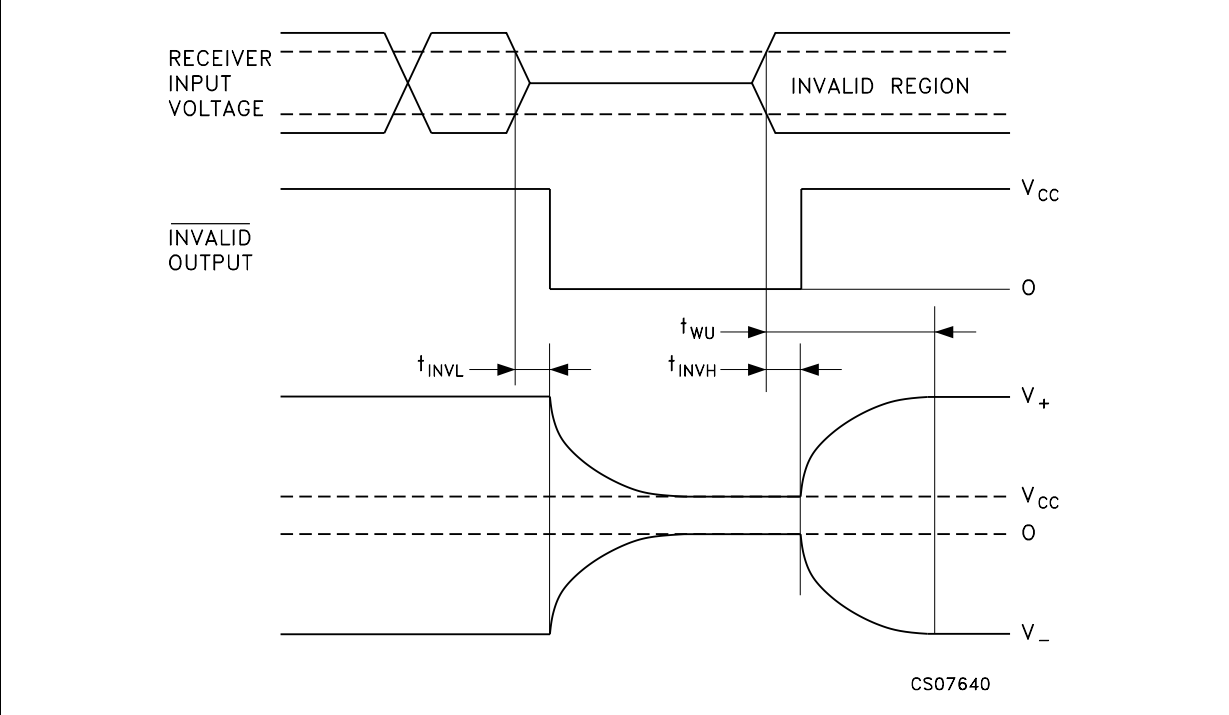 RECEIVER
INPUT
VOLTAGE
INVALID REGION
VCC
INVALID
OUTPUT
0
tWU
tINVL
tINVH
V+
VCC
0
V−
CS07640